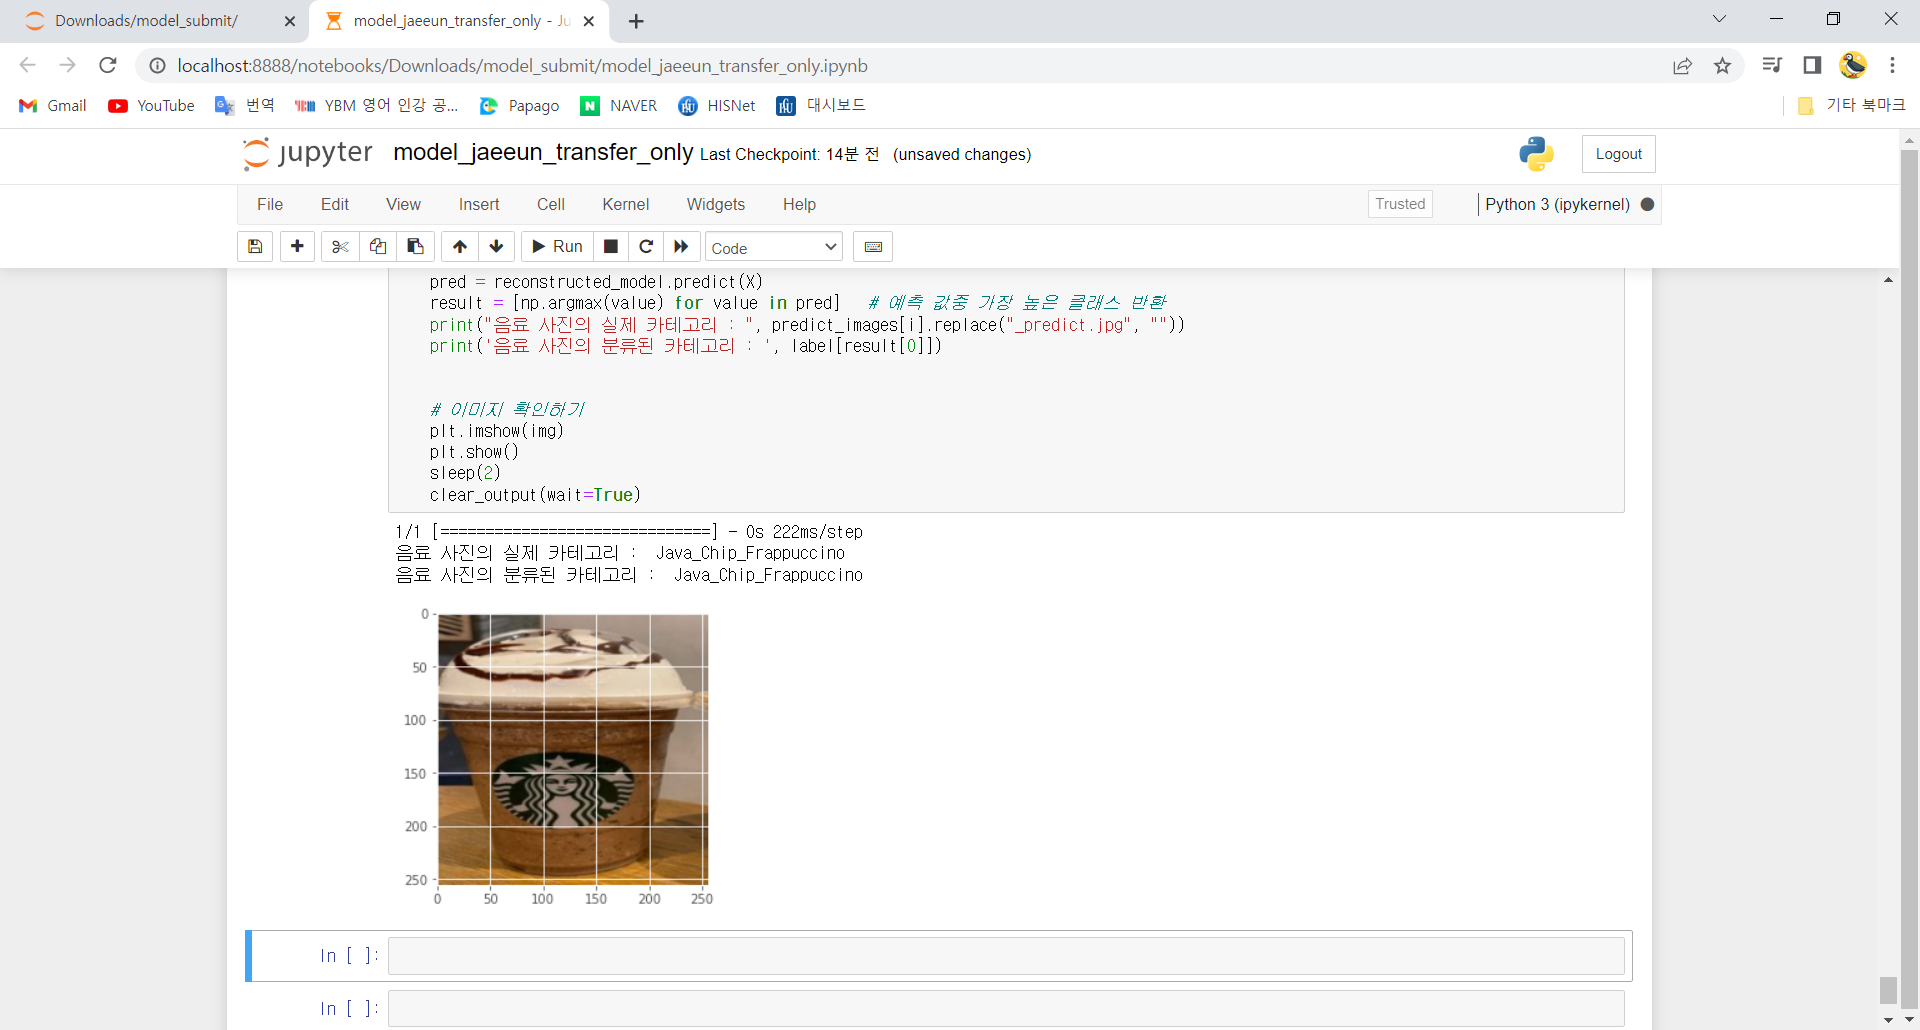 Downloads/model_submit/
model_jaeeun_transfer_only - Ju
localhost:8888/notebooks/Downloads/model_submit/model_jaeeun_transfer_only.ipynb
Gmail YouTube 번역 YBM 영어 인강 공... Papago NAVER HISNet 대시보드 기타 북마크
jupyter model_jaeeun_transfer_only Last Checkpoint: 14분 전 (unsaved changes) Logout
File Edit View Insert Cell Kernel Widgets Help Trusted Python 3 (ipykernel)
Run Code
pred = reconstructed_model.predict(X)
result = [np.argmax(value) for value in pred] # 예측 값중 가장 높은 클래스 반환
print("음료 사진의 실제 카테고리 : ", predict_images[i].replace("_predict.jpg", ""))
print('음료 사진의 분류된 카테고리 : ', label[result[0]])
# 이미지 확인하기
plt.imshow(img)
plt.show()
sleep(2)
clear_output(wait=True)
1/1 [==============================] - 0s 222ms/step
음료 사진의 실제 카테고리 : Java_Chip_Frappuccino
음료 사진의 분류된 카테고리 : Java_Chip_Frappuccino
0
50
100
150
200
250
0 50 100 150 200 250
In [ ]:
In [ ]: